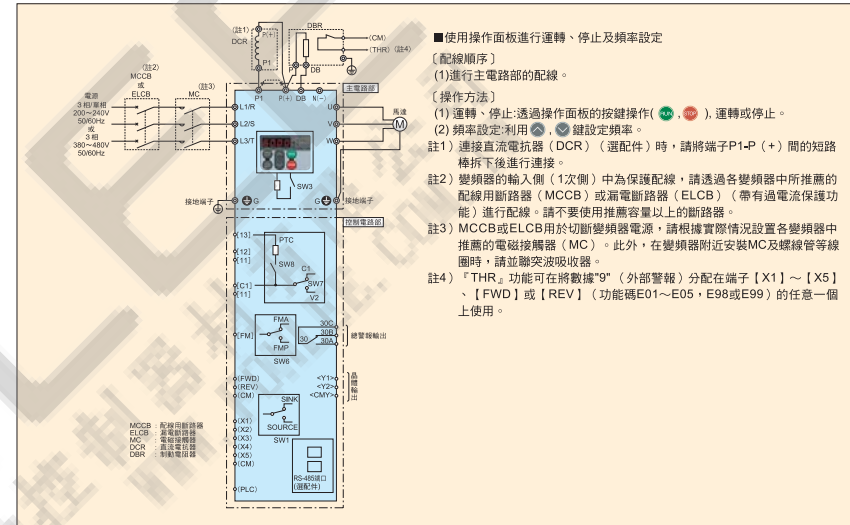 (註1)
P(+)
DCR
P1
DBR
(CM)
(THR) (註4)
P
DB
(註2)
MCCB
或
ELCB
(註3)
MC
電源
3 相/單相
200～240V
50/60Hz
或
3 相
380～480V
50/60Hz
主電路部
P1 P(+) DB N(-)
L1/R
L2/S
L3/T
U
V
W
馬達
M
SW3
接地端子
G
G
接地端子
控制電路部
[13]
[12]
[11]
[C1]
[11]
PTC
SW8
C1
SW7
V2
[FM]
FMA
FMP
SW6
30C
30B
30
30A
總警報輸出
(FWD)
(REV)
(CM)
<Y1>
<Y2>
<CMY>
晶體輸出
SINK
SOURCE
SW1
(X1)
(X2)
(X3)
(X4)
(X5)
(CM)
(PLC)
RS-485端口
(選配件)
MCCB : 配線用斷路器
ELCB : 漏電斷路器
MC : 電磁接觸器
DCR : 直流電抗器
DBR : 制動電阻器
■使用操作面板進行運轉、停止及頻率設定
〔配線順序〕
(1)進行主電路部的配線。
〔操作方法〕
(1) 運轉、停止:透過操作面板的按鍵操作( RUN , STOP ), 運轉或停止。
(2) 頻率設定:利用 , 鍵設定頻率。
註1）連接直流電抗器（DCR）（選配件）時，請將端子P1-P（+）間的短路
棒拆下後進行連接。
註2）變頻器的輸入側（1次側）中為保護配線，請透過各變頻器中所推薦的
配線用斷路器（MCCB）或漏電斷路器（ELCB）（帶有過電流保護功
能）進行配線。請不要使用推薦容量以上的斷路器。
註3）MCCB或ELCB用於切斷變頻器電源，請根據實際情況設置各變頻器中
推薦的電磁接觸器（MC）。此外，在變頻器附近安裝MC及螺線管等線
圈時，請並聯突波吸收器。
註4）『THR』功能可在將數據"9"（外部警報）分配在端子【X1】～【X5】
、【FWD】或【REV】（功能碼E01～E05，E98或E99）的任意一個
上使用。